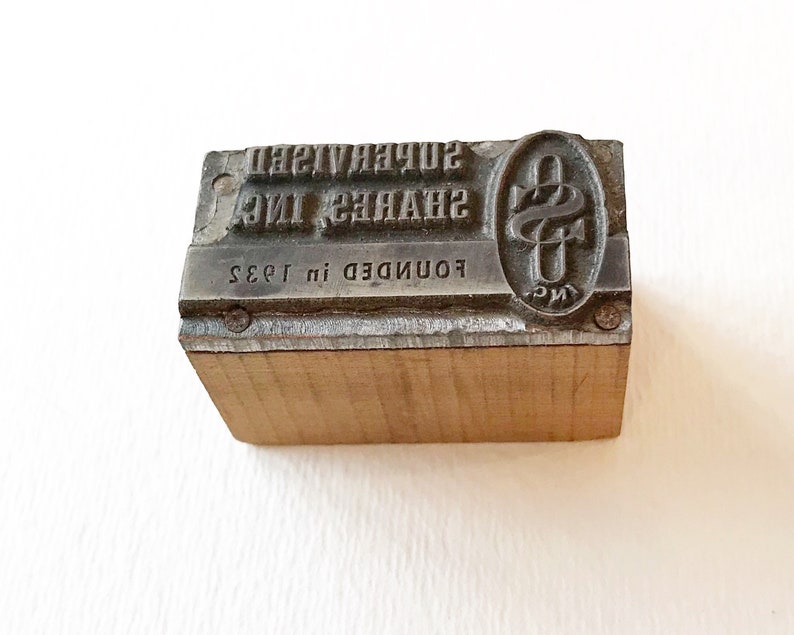 SUPERVISED
SHARES, INC.
FOUNDED in 1932
INC.